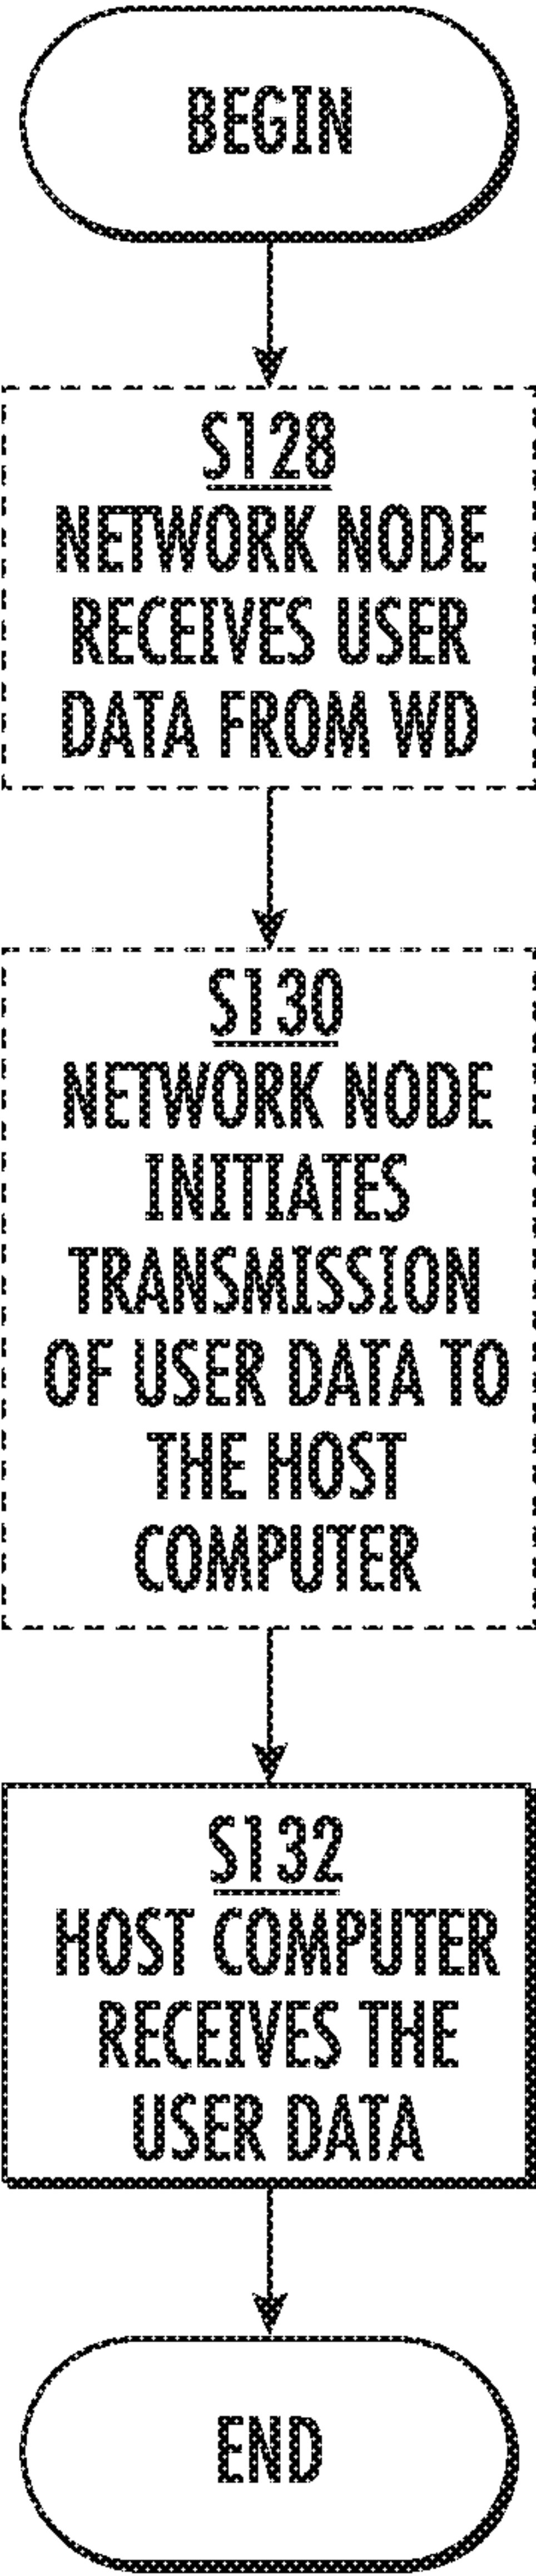 BEGIN
S128
NETWORK NODE
RECEIVES USER
DATA FROM WD
S130
NETWORK NODE
INITIATES
TRANSMISSION
OF USER DATA TO
THE HOST
COMPUTER
S132
HOST COMPUTER
RECEIVES THE
USER DATA
END